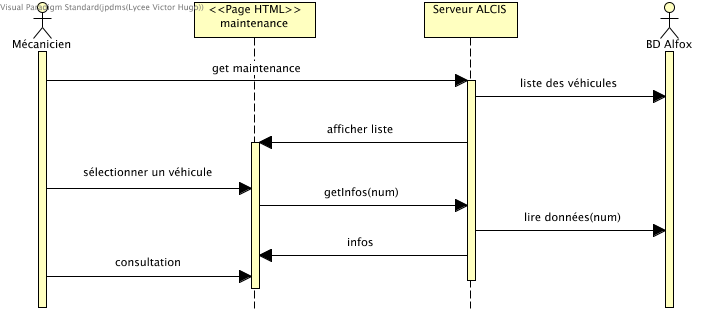 Visual Paradigm Standard(jpdms(Lycee Victor Hugo))
Mécanicien
<<Page HTML>>
maintenance
Serveur ALCIS
BD Alfox
get maintenance
liste des véhicules
afficher liste
sélectionner un véhicule
getInfos(num)
lire données(num)
infos
consultation